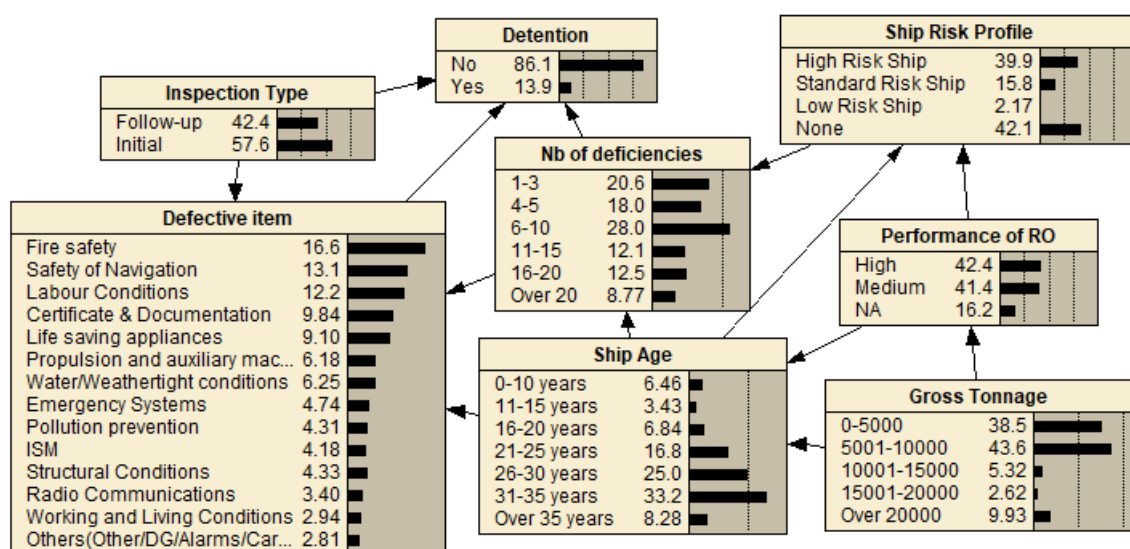 Detention
No 86.1
Yes 13.9
Ship Risk Profile
High Risk Ship 39.9
Standard Risk Ship 15.8
Low Risk Ship 2.17
None 42.1
Inspection Type
Follow-up 42.4
Initial 57.6
Nb of deficiencies
1-3 20.6
4-5 18.0
6-10 28.0
11-15 12.1
16-20 12.5
Over 20 8.77
Defective item
Fire safety 16.6
Safety of Navigation 13.1
Labour Conditions 12.2
Certificate & Documentation 9.84
Life saving appliances 9.10
Propulsion and auxiliary mac... 6.18
Water/Weathertight conditions 6.25
Emergency Systems 4.74
Pollution prevention 4.31
ISM 4.18
Structural Conditions 4.33
Radio Communications 3.40
Working and Living Conditions 2.94
Others(Other/DG/Alarms/Car... 2.81
Performance of RO
High 42.4
Medium 41.4
NA 16.2
Ship Age
0-10 years 6.46
11-15 years 3.43
16-20 years 6.84
21-25 years 16.8
26-30 years 25.0
31-35 years 33.2
Over 35 years 8.28
Gross Tonnage
0-5000 38.5
5001-10000 43.6
10001-15000 5.32
15001-20000 2.62
Over 20000 9.93